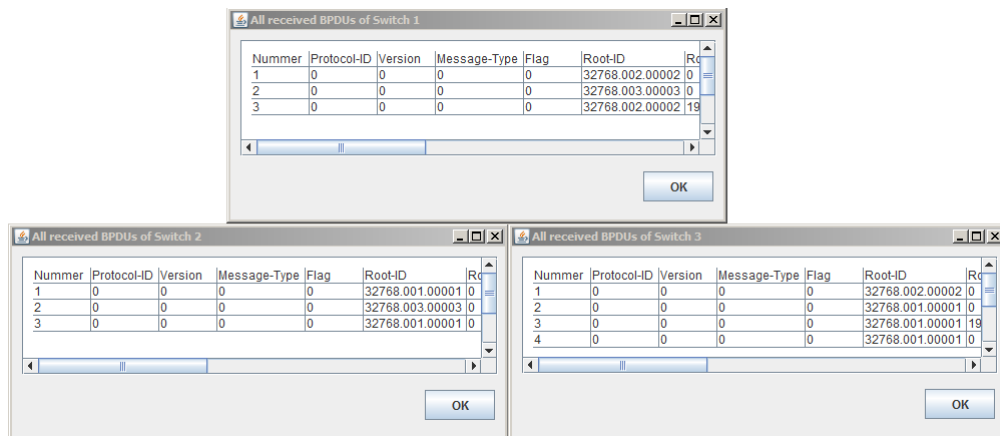 All received BPDUs of Switch 1
Nummer Protocol-ID Version Message-Type Flag Root-ID
1 0 0 0 0 32768.002.00002 0
2 0 0 0 0 32768.003.00003 0
3 0 0 0 0 32768.002.00002 19
OK
All received BPDUs of Switch 2
Nummer Protocol-ID Version Message-Type Flag Root-ID
1 0 0 0 0 32768.001.00001 0
2 0 0 0 0 32768.003.00003 0
3 0 0 0 0 32768.001.00001 0
OK
All received BPDUs of Switch 3
Nummer Protocol-ID Version Message-Type Flag Root-ID
1 0 0 0 0 32768.002.00002 0
2 0 0 0 0 32768.001.00001 0
3 0 0 0 0 32768.001.00001 19
4 0 0 0 0 32768.001.00001 0
OK